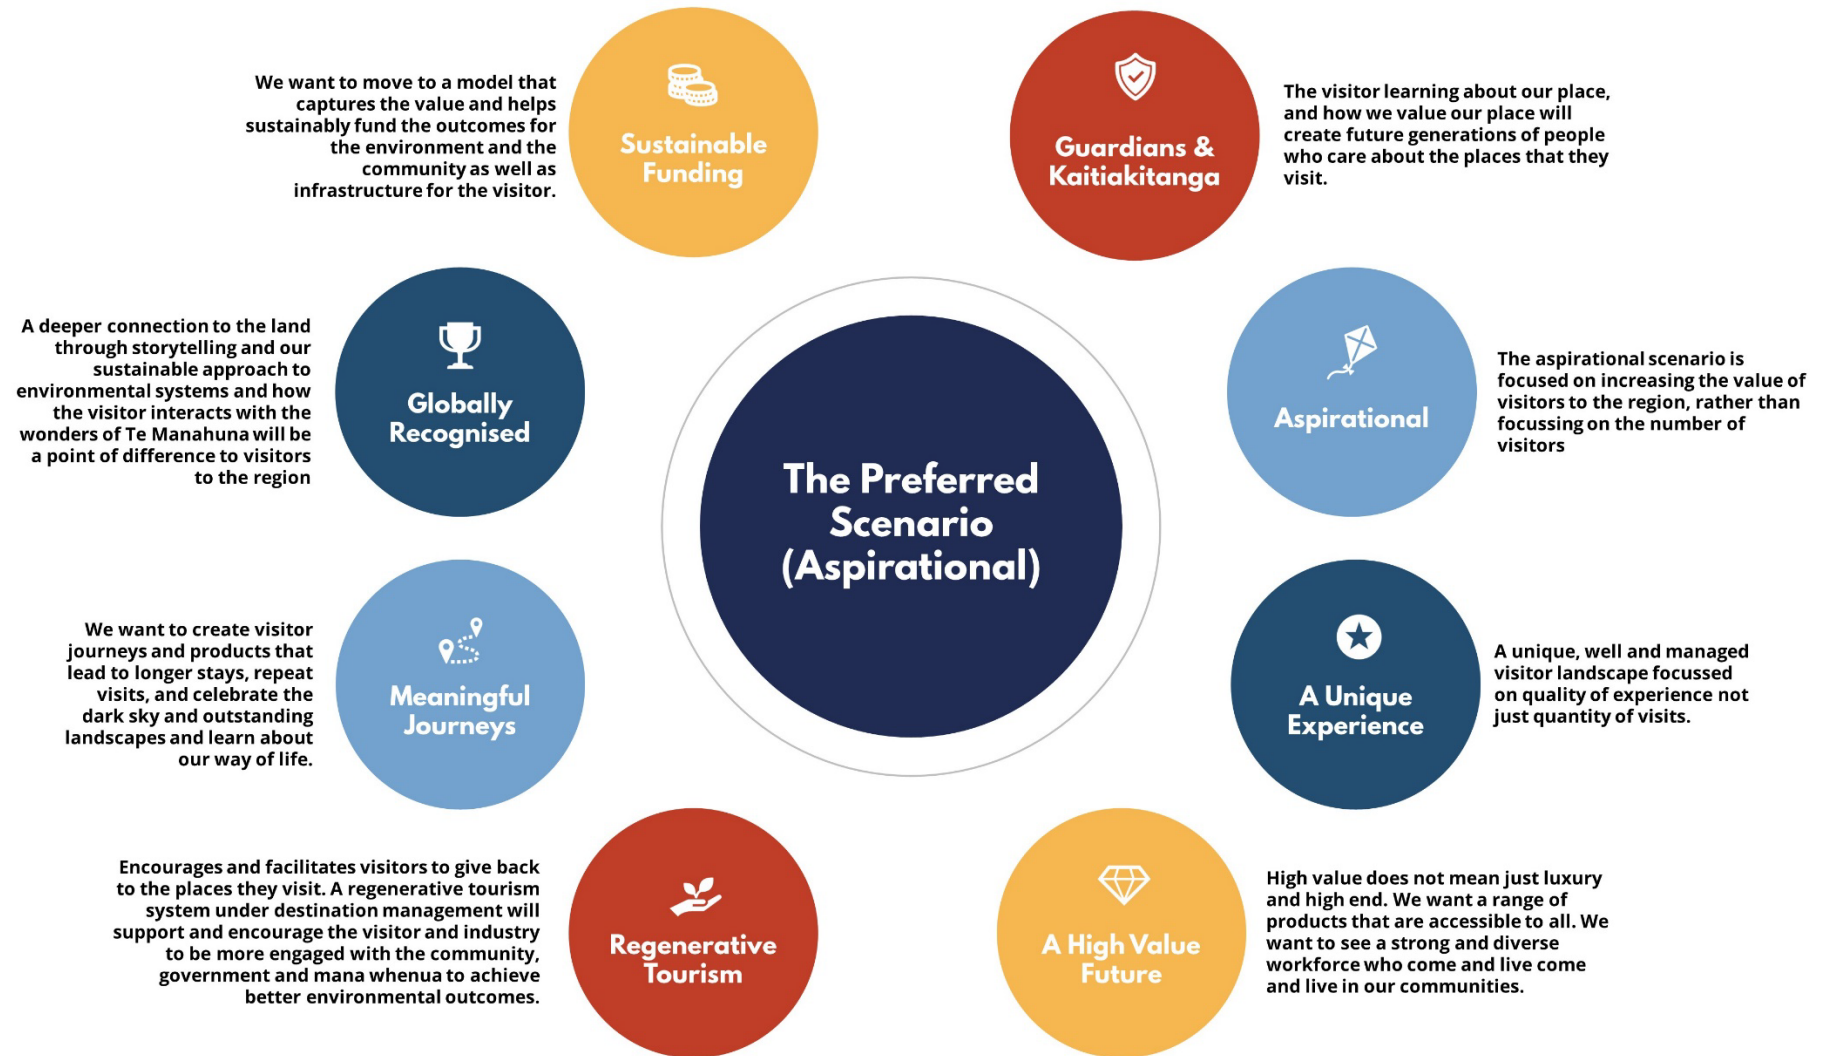 We want to move to a model that
captures the value and helps
sustainably fund the outcomes for
the environment and the
community as well as
infrastructure for the visitor.
Sustainable
Funding
Guardians &
Kaitiakitanga
The visitor learning about our place,
and how we value our place will
create future generations of people
who care about the places that they
visit.
A deeper connection to the land
through storytelling and our
sustainable approach to
environmental systems and how
the visitor interacts with the
wonders of Te Manahuna will be
a point of difference to visitors
to the region
Globally
Recognised
Aspirational
The aspirational scenario is
focused on increasing the value of
visitors to the region, rather than
focussing on the number of
visitors
The Preferred
Scenario
(Aspirational)
We want to create visitor
journeys and products that
lead to longer stays, repeat
visits, and celebrate the
dark sky and outstanding
landscapes and learn about
our way of life.
Meaningful
Journeys
A Unique
Experience
A unique, well and managed
visitor landscape focussed
on quality of experience not
just quantity of visits.
Encourages and facilitates visitors to give back
to the places they visit. A regenerative tourism
system under destination management will
support and encourage the visitor and industry
to be more engaged with the community,
government and mana whenua to achieve
better environmental outcomes.
Regenerative
Tourism
A High Value
Future
High value does not mean just luxury
and high end. We want a range of
products that are accessible to all. We
want to see a strong and diverse
workforce who come and live come
and live in our communities.